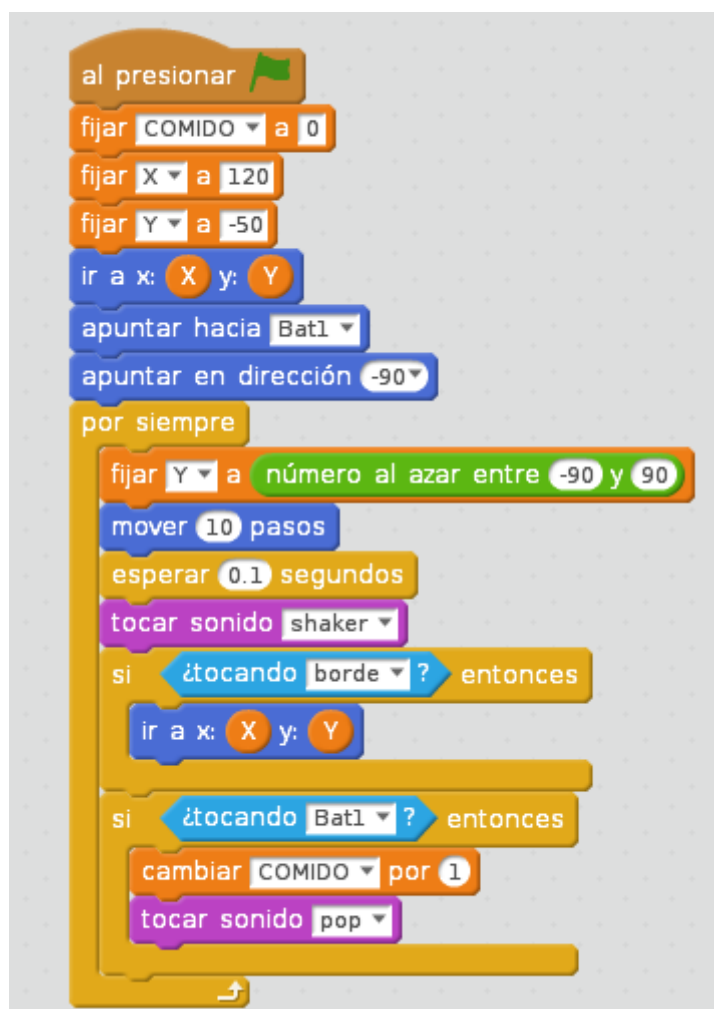 al presionar
fijar COMIDO a 0
fijar X a 120
fijar Y a -50
ir a x: X y: Y
apuntar hacia Bat1
apuntar en dirección -90
por siempre
fijar Y a número al azar entre -90 y 90
mover 10 pasos
esperar 0.1 segundos
tocar sonido shaker
si ¿tocando borde ? entonces
ir a x: X y: Y
si ¿tocando Bat1 ? entonces
cambiar COMIDO por 1
tocar sonido pop